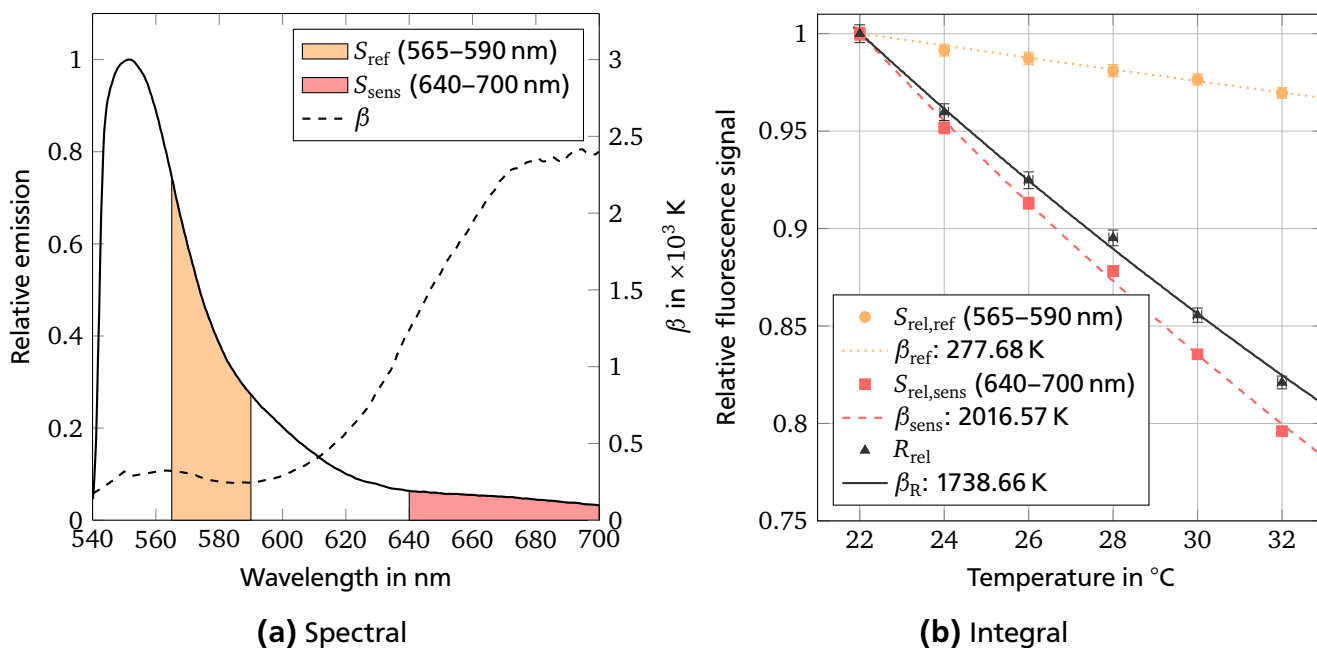 S_ref (565–590 nm)
S_sens (640–700 nm)
β
Relative emission
1
0.8
0.6
0.4
0.2
0
3
2.5
2
1.5
1
0.5
0
β in ×10³ K
540 560 580 600 620 640 660 680 700
Wavelength in nm
(a) Spectral
Relative fluorescence signal
1
0.95
0.9
0.85
0.8
0.75
S_rel,ref (565–590 nm)
β_ref: 277.68 K
S_rel,sens (640–700 nm)
β_sens: 2016.57 K
R_rel
β_R: 1738.66 K
22 24 26 28 30 32
Temperature in °C
(b) Integral